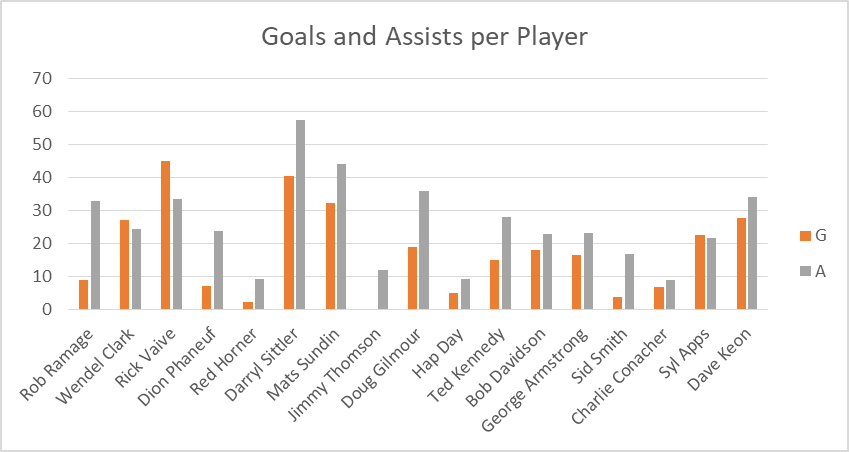 Goals and Assists per Player
70
60
50
40
30
20
10
0
G
A
Rob Ramage
Wendel Clark
Rick Vaive
Dion Phaneuf
Red Horner
Darryl Sittler
Mats Sundin
Jimmy Thomson
Doug Gilmour
Hap Day
Ted Kennedy
Bob Davidson
George Armstrong
Sid Smith
Charlie Conacher
Syl Apps
Dave Keon